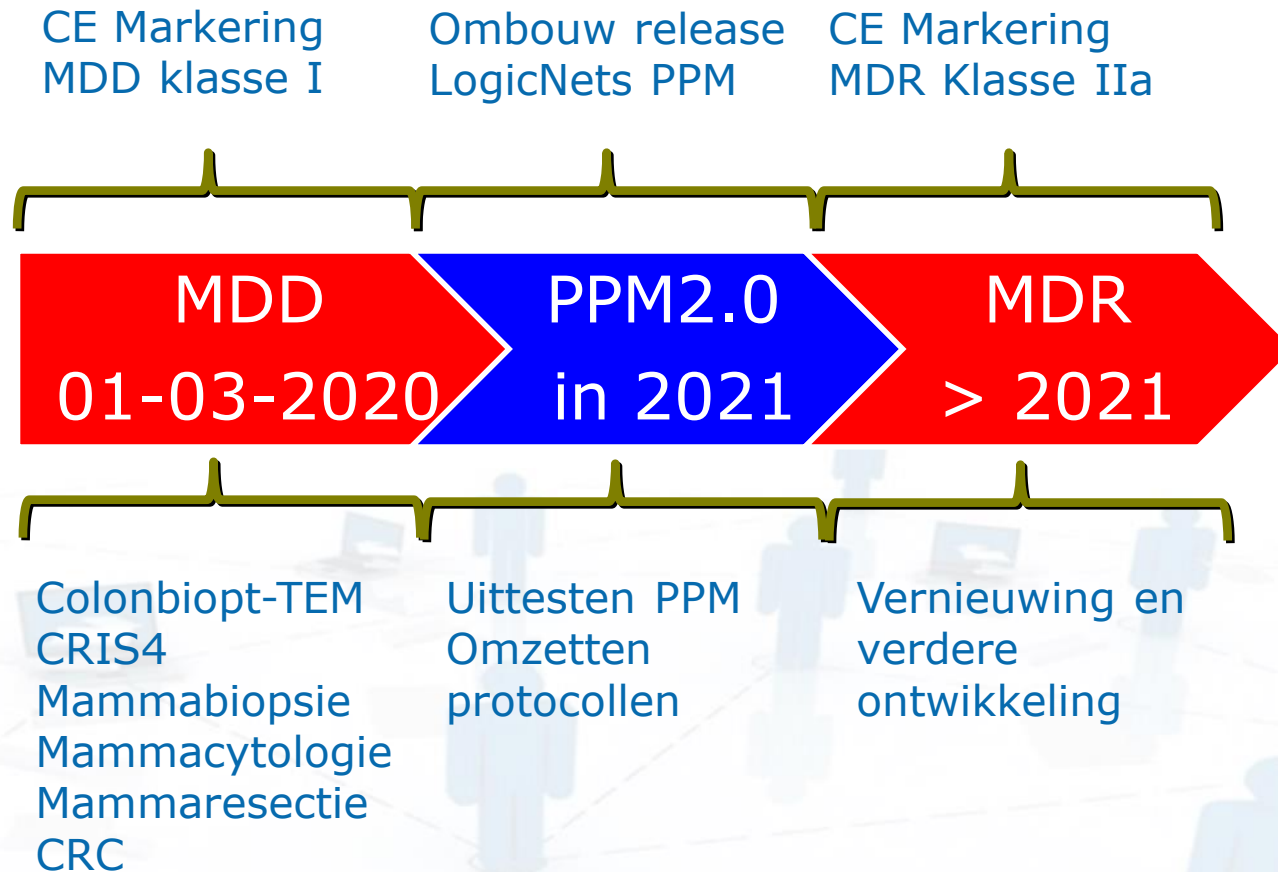 CE Markering
MDD klasse I
Ombouw release
LogicNets PPM
CE Markering
MDR Klasse IIa
MDD
01-03-2020
PPM2.0
in 2021
MDR
> 2021
Colonbiopt-TEM
CRIS4
Mammabiopsie
Mammacytologie
Mammaresectie
CRC
Uittesten PPM
Omzetten
protocollen
Vernieuwing en
verdere
ontwikkeling